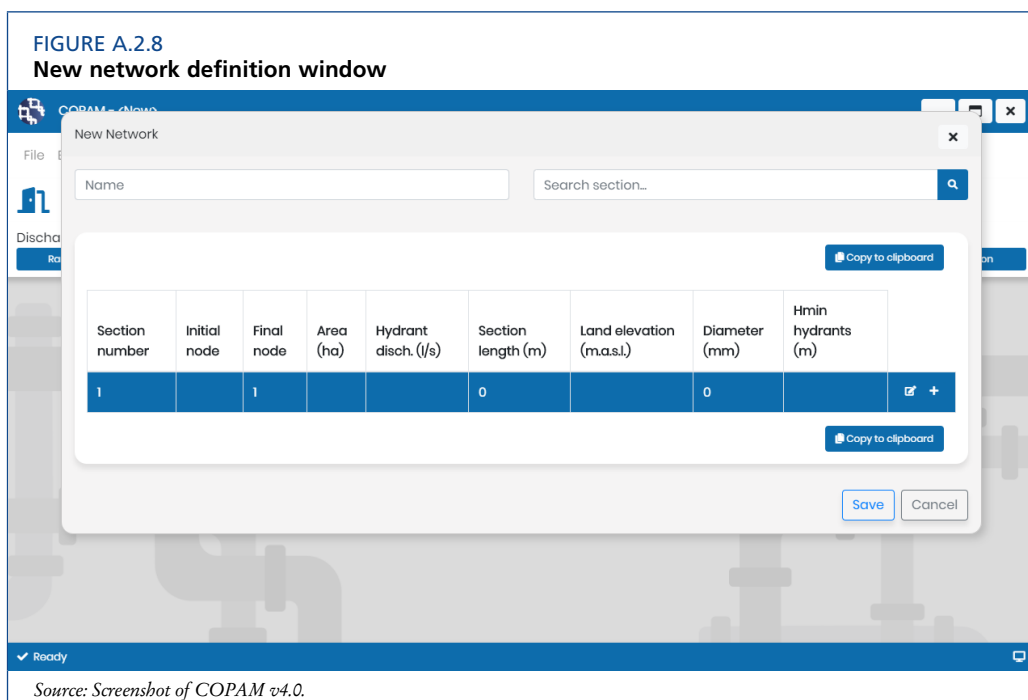 FIGURE A.2.8
New network definition window
COPAM - <New>
New Network
File
Name
Search section...
Discha
Ra
on
Copy to clipboard
Section number
Initial node
Final node
Area (ha)
Hydrant disch. (l/s)
Section length (m)
Land elevation (m.a.s.l.)
Diameter (mm)
Hmin hydrants (m)
1 1 0 0
Copy to clipboard
Save Cancel
Ready
Source: Screenshot of COPAM v4.0.